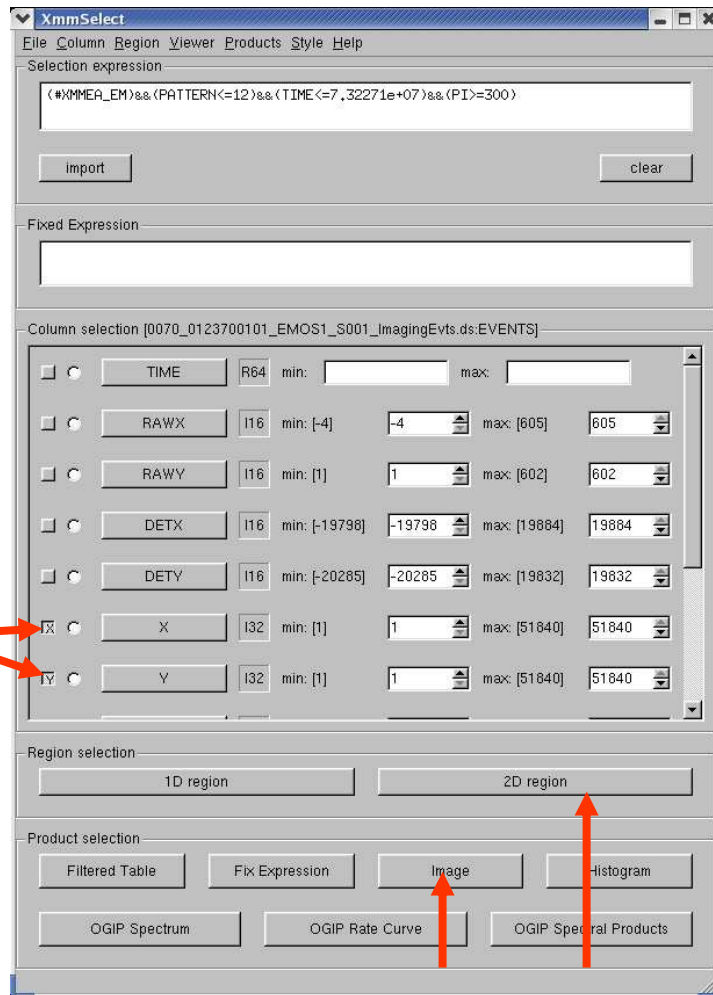 XmmSelect
File Column Region Viewer Products Style Help
Selection expression
(#XMMEA_EM)&&(PATTERN<=12)&&(TIME<=7.32271e+07)&&(PI>=300)
import clear
Fixed Expression
Column selection [0070_0123700101_EMOS1_S001_ImagingEvts.ds:EVENTS]
TIME R64 min: max:
RAWX I16 min: [-4] -4 max: [605] 605
RAWY I16 min: [1] 1 max: [602] 602
DETX I16 min: [-19798] -19798 max: [19884] 19884
DETY I16 min: [-20285] -20285 max: [19832] 19832
X X I32 min: [1] 1 max: [51840] 51840
Y Y I32 min: [1] 1 max: [51840] 51840
Region selection
1D region 2D region
Product selection
Filtered Table Fix Expression Image Histogram
OGIP Spectrum OGIP Rate Curve OGIP Spectral Products